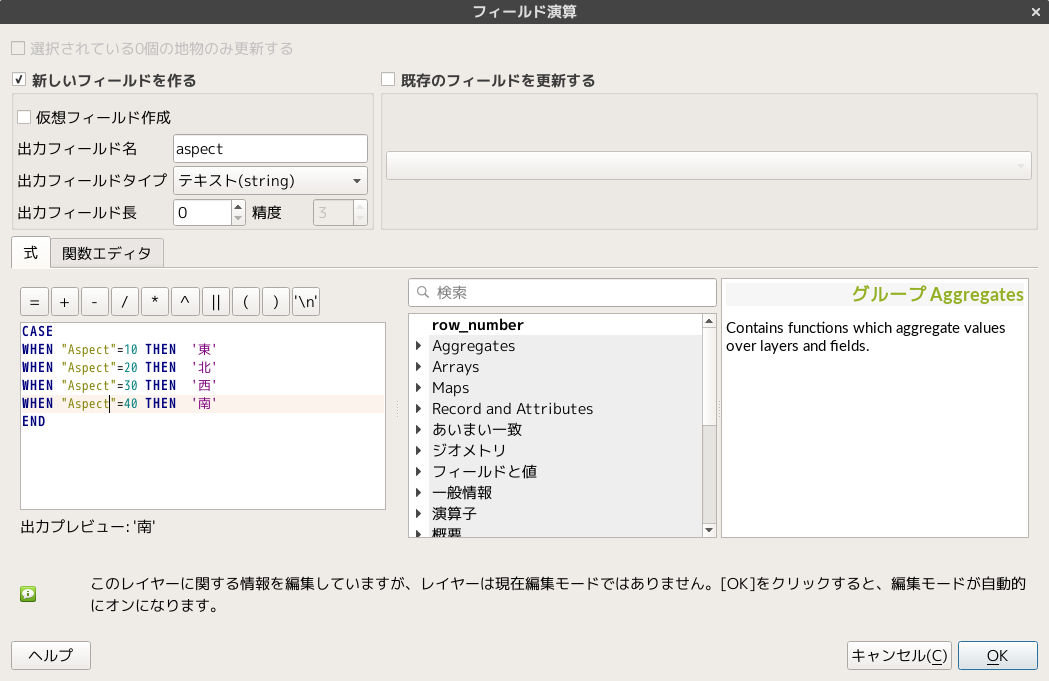 フィールド演算
選択されている0個の地物のみ更新する
新しいフィールドを作る
既存のフィールドを更新する
仮想フィールド作成
出力フィールド名 aspect
出力フィールドタイプ テキスト(string)
出力フィールド長 0 精度 3
式 関数エディタ
= + - / * ^ || ( ) '\n'
CASE
WHEN "Aspect"=10 THEN '東'
WHEN "Aspect"=20 THEN '北'
WHEN "Aspect"=30 THEN '西'
WHEN "Aspect"=40 THEN '南'
END
出力プレビュー: '南'
検索
row_number
Aggregates
Arrays
Maps
Record and Attributes
あいまい一致
ジオメトリ
フィールドと値
一般情報
演算子
概要
グループ Aggregates
Contains functions which aggregate values
over layers and fields.
このレイヤーに関する情報を編集していますが、レイヤーは現在編集モードではありません。[OK]をクリックすると、編集モードが自動的
にオンになります。
ヘルプ
キャンセル(C)
OK